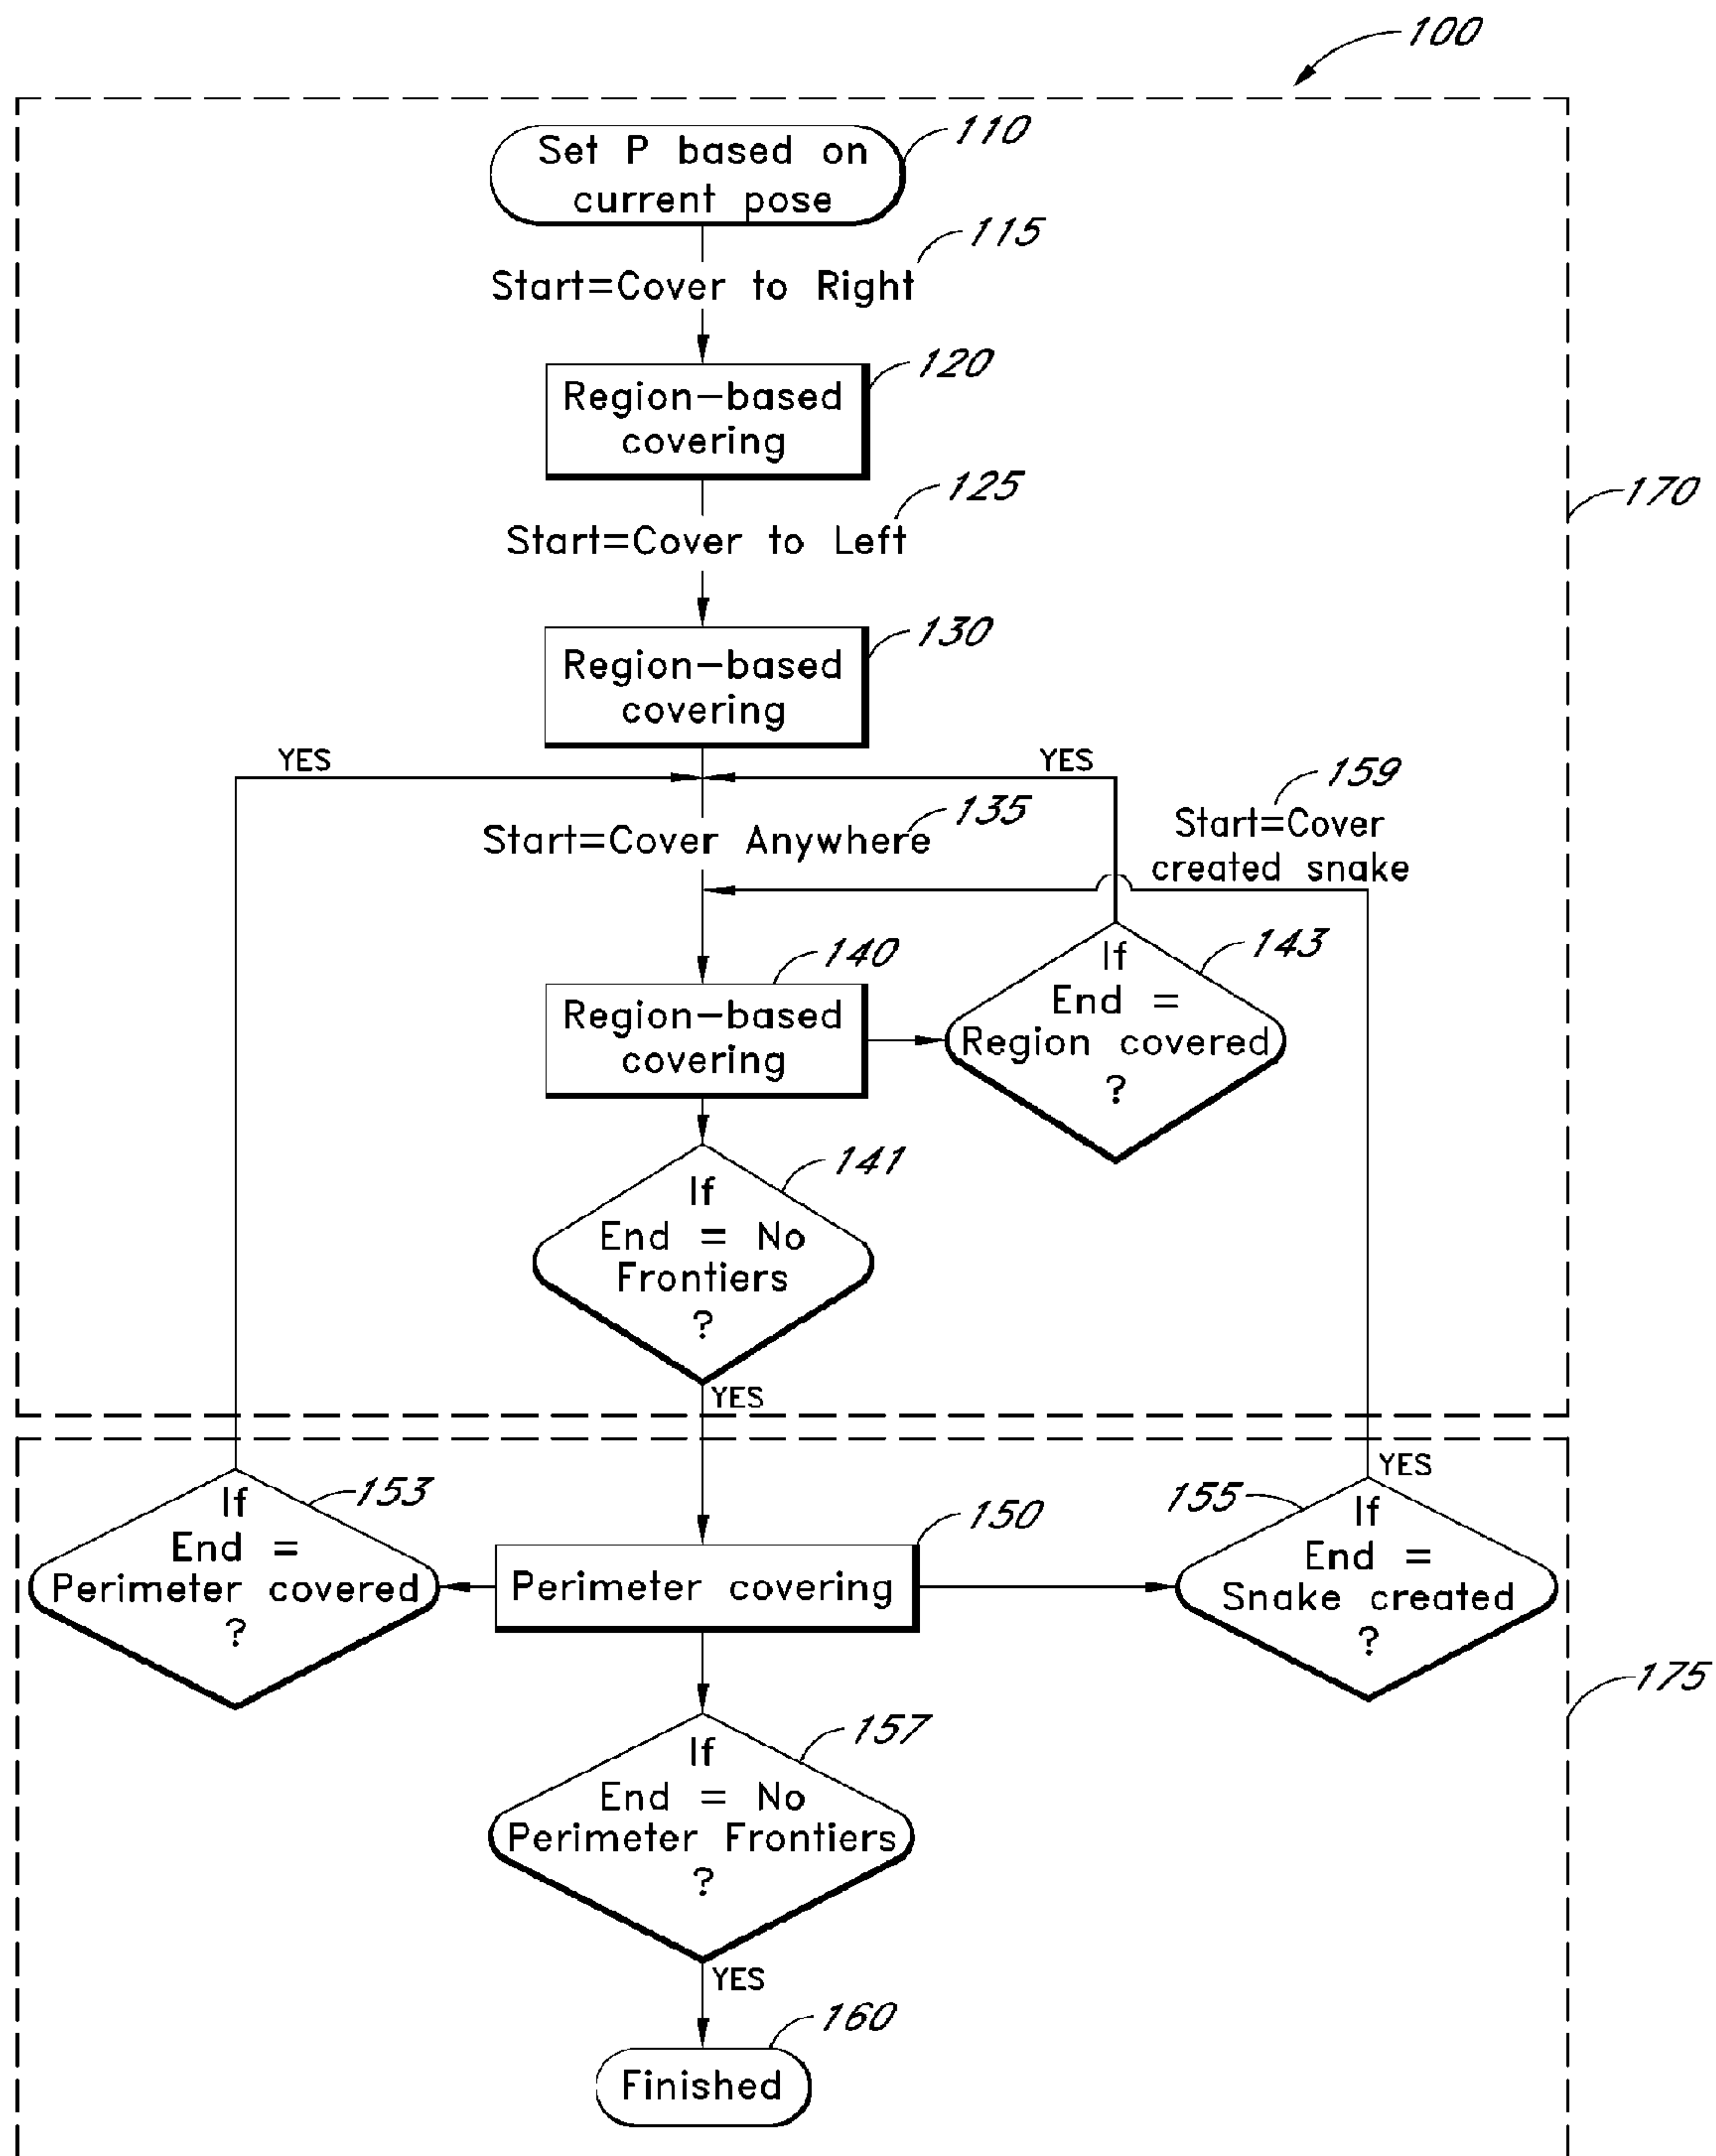 100
110
Set P based on
current pose
115
Start=Cover to Right
120
Region-based
covering
125
Start=Cover to Left
170
130
Region-based
covering
YES
YES
159
Start=Cover
created snake
135
Start=Cover Anywhere
140
Region-based
covering
143
If
End =
Region covered
?
141
If
End = No
Frontiers
?
YES
153
If
End =
Perimeter covered
?
150
Perimeter covering
YES
155
If
End =
Snake created
?
175
157
If
End = No
Perimeter Frontiers
?
YES
160
Finished